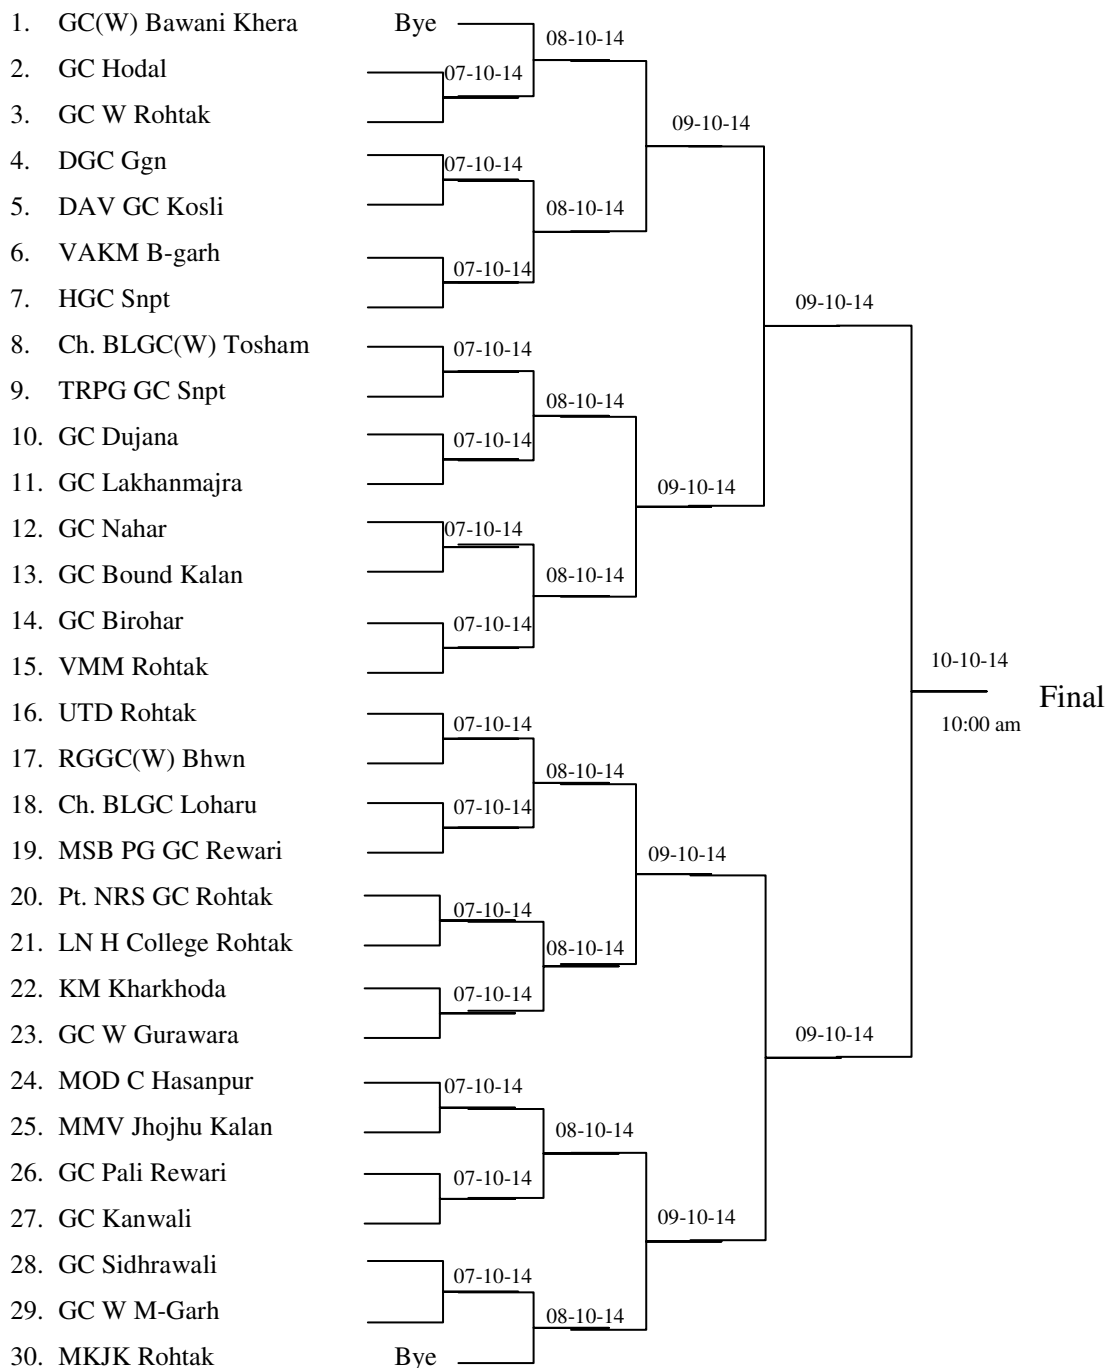 1. GC(W) Bawani Khera Bye
08-10-14
2. GC Hodal 07-10-14
3. GC W Rohtak
09-10-14
4. DGC Ggn 07-10-14
5. DAV GC Kosli 08-10-14
6. VAKM B-garh
07-10-14
7. HGC Snpt 09-10-14
8. Ch. BLGC(W) Tosham 07-10-14
9. TRPG GC Snpt
08-10-14
10. GC Dujana 07-10-14
11. GC Lakhanmajra 09-10-14
12. GC Nahar 07-10-14
13. GC Bound Kalan 08-10-14
14. GC Birohar 07-10-14
15. VMM Rohtak 10-10-14
Final
16. UTD Rohtak 07-10-14 10:00 am
17. RGGC(W) Bhwn 08-10-14
18. Ch. BLGC Loharu 07-10-14
19. MSB PG GC Rewari 09-10-14
20. Pt. NRS GC Rohtak 07-10-14
21. LN H College Rohtak 08-10-14
22. KM Kharkhoda 07-10-14
23. GC W Gurawara 09-10-14
24. MOD C Hasanpur 07-10-14
25. MMV Jhojhu Kalan 08-10-14
26. GC Pali Rewari 07-10-14
27. GC Kanwali 09-10-14
28. GC Sidhrawali 07-10-14
29. GC W M-Garh 08-10-14
30. MKJK Rohtak Bye